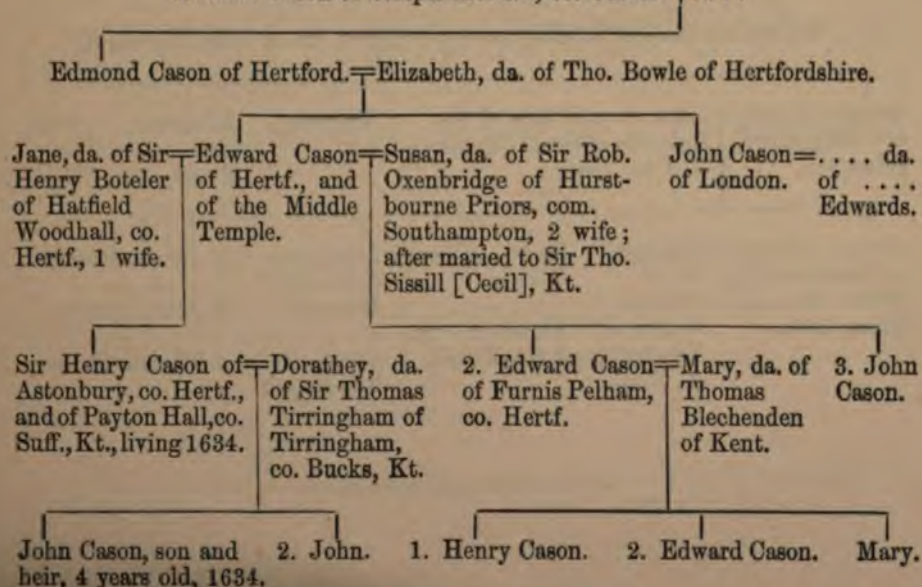 Edmond Cason of Hertford.=Elizabeth, da. of Tho. Bowle of Hertfordshire.
Jane, da. of Sir
Henry Boteler
of Hatfield
Woodhall, co.
Hertf., 1 wife.
=Edward Cason=
of Hertf., and
of the Middle
Temple.
Susan, da. of Sir Rob.
Oxenbridge of Hurst-
bourne Priors, com.
Southampton, 2 wife;
after maried to Sir Tho.
Sissill [Cecil], Kt.
John Cason=.... da.
of London. of ....
Edwards.
Sir Henry Cason of=
Astonbury, co. Hertf.,
and of Payton Hall, co.
Suff., Kt., living 1634.
Dorathey, da.
of Sir Thomas
Tirringham of
Tirringham,
co. Bucks, Kt.
2. Edward Cason=
of Furnis Pelham,
co. Hertf.
Mary, da. of
Thomas
Blechenden
of Kent.
3. John
Cason.
John Cason, son and
heir, 4 years old, 1634.
2. John.
1. Henry Cason.
2. Edward Cason.
Mary.